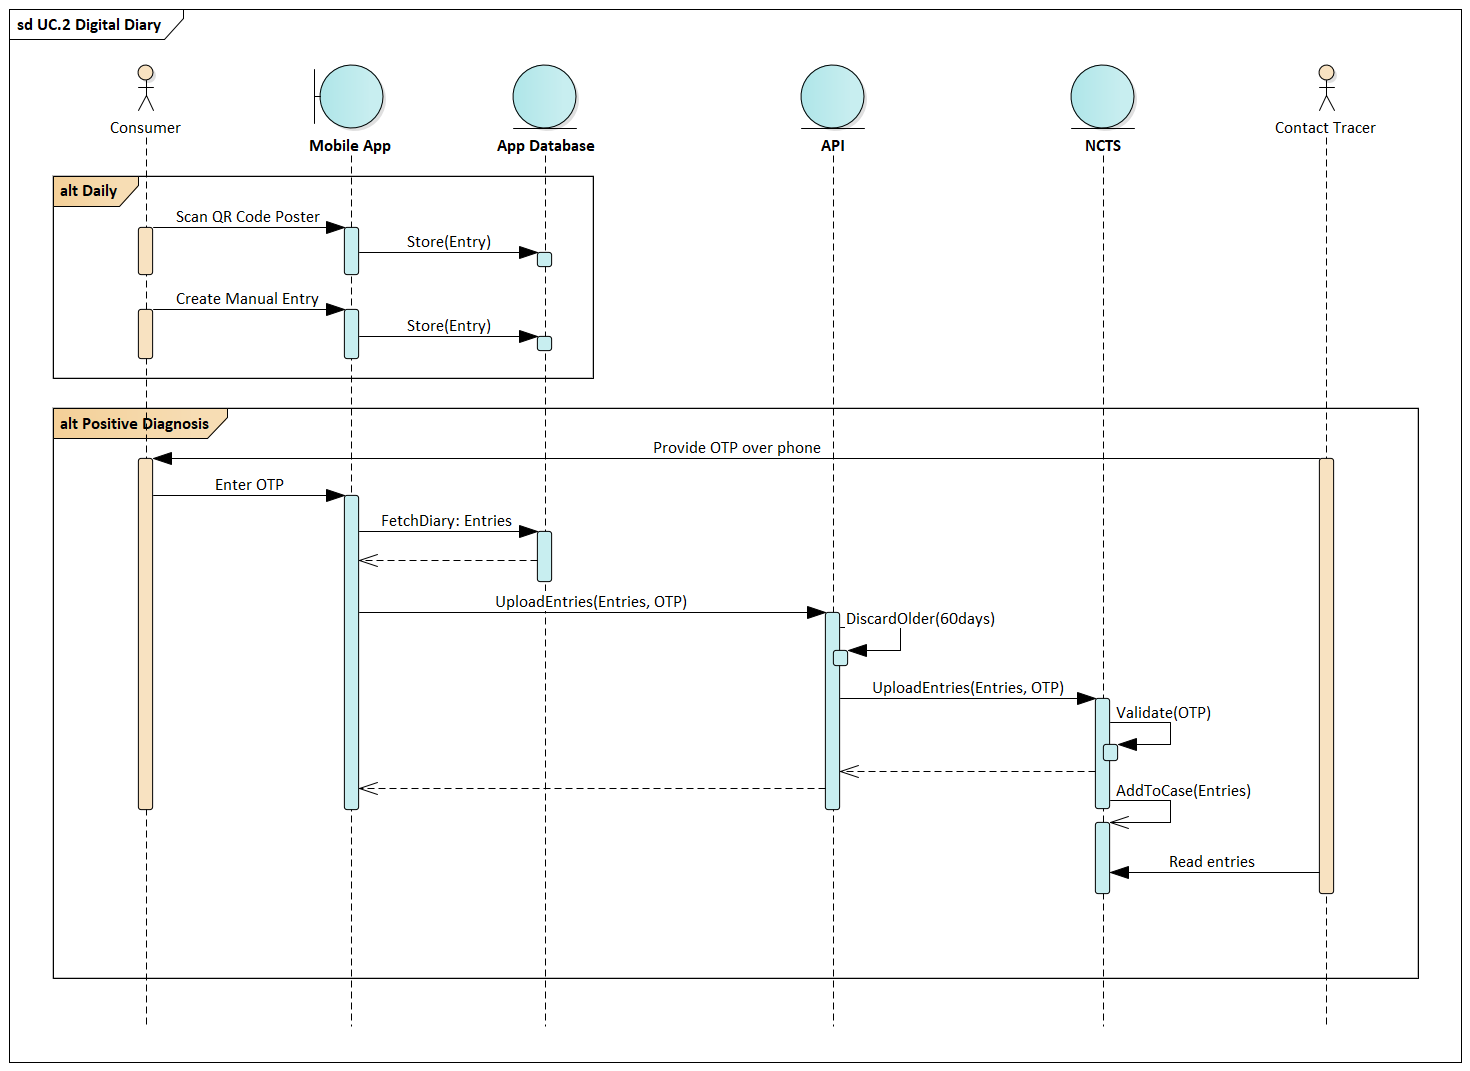 sd UC.2 Digital Diary
Consumer
Mobile App
App Database
API
NCTS
Contact Tracer
alt Daily
Scan QR Code Poster
Store(Entry)
Create Manual Entry
Store(Entry)
alt Positive Diagnosis
Provide OTP over phone
Enter OTP
FetchDiary: Entries
UploadEntries(Entries, OTP)
DiscardOlder(60days)
UploadEntries(Entries, OTP)
Validate(OTP)
AddToCase(Entries)
Read entries